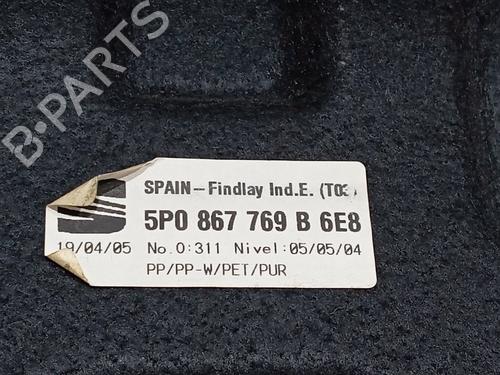 B-PARTS
SPAIN-Findlay Ind.E. (T03)
5P0 867 769 B 6E8
19/04/05 No.O:311 Nivel:05/05/04
PP/PP-W/PET/PUR